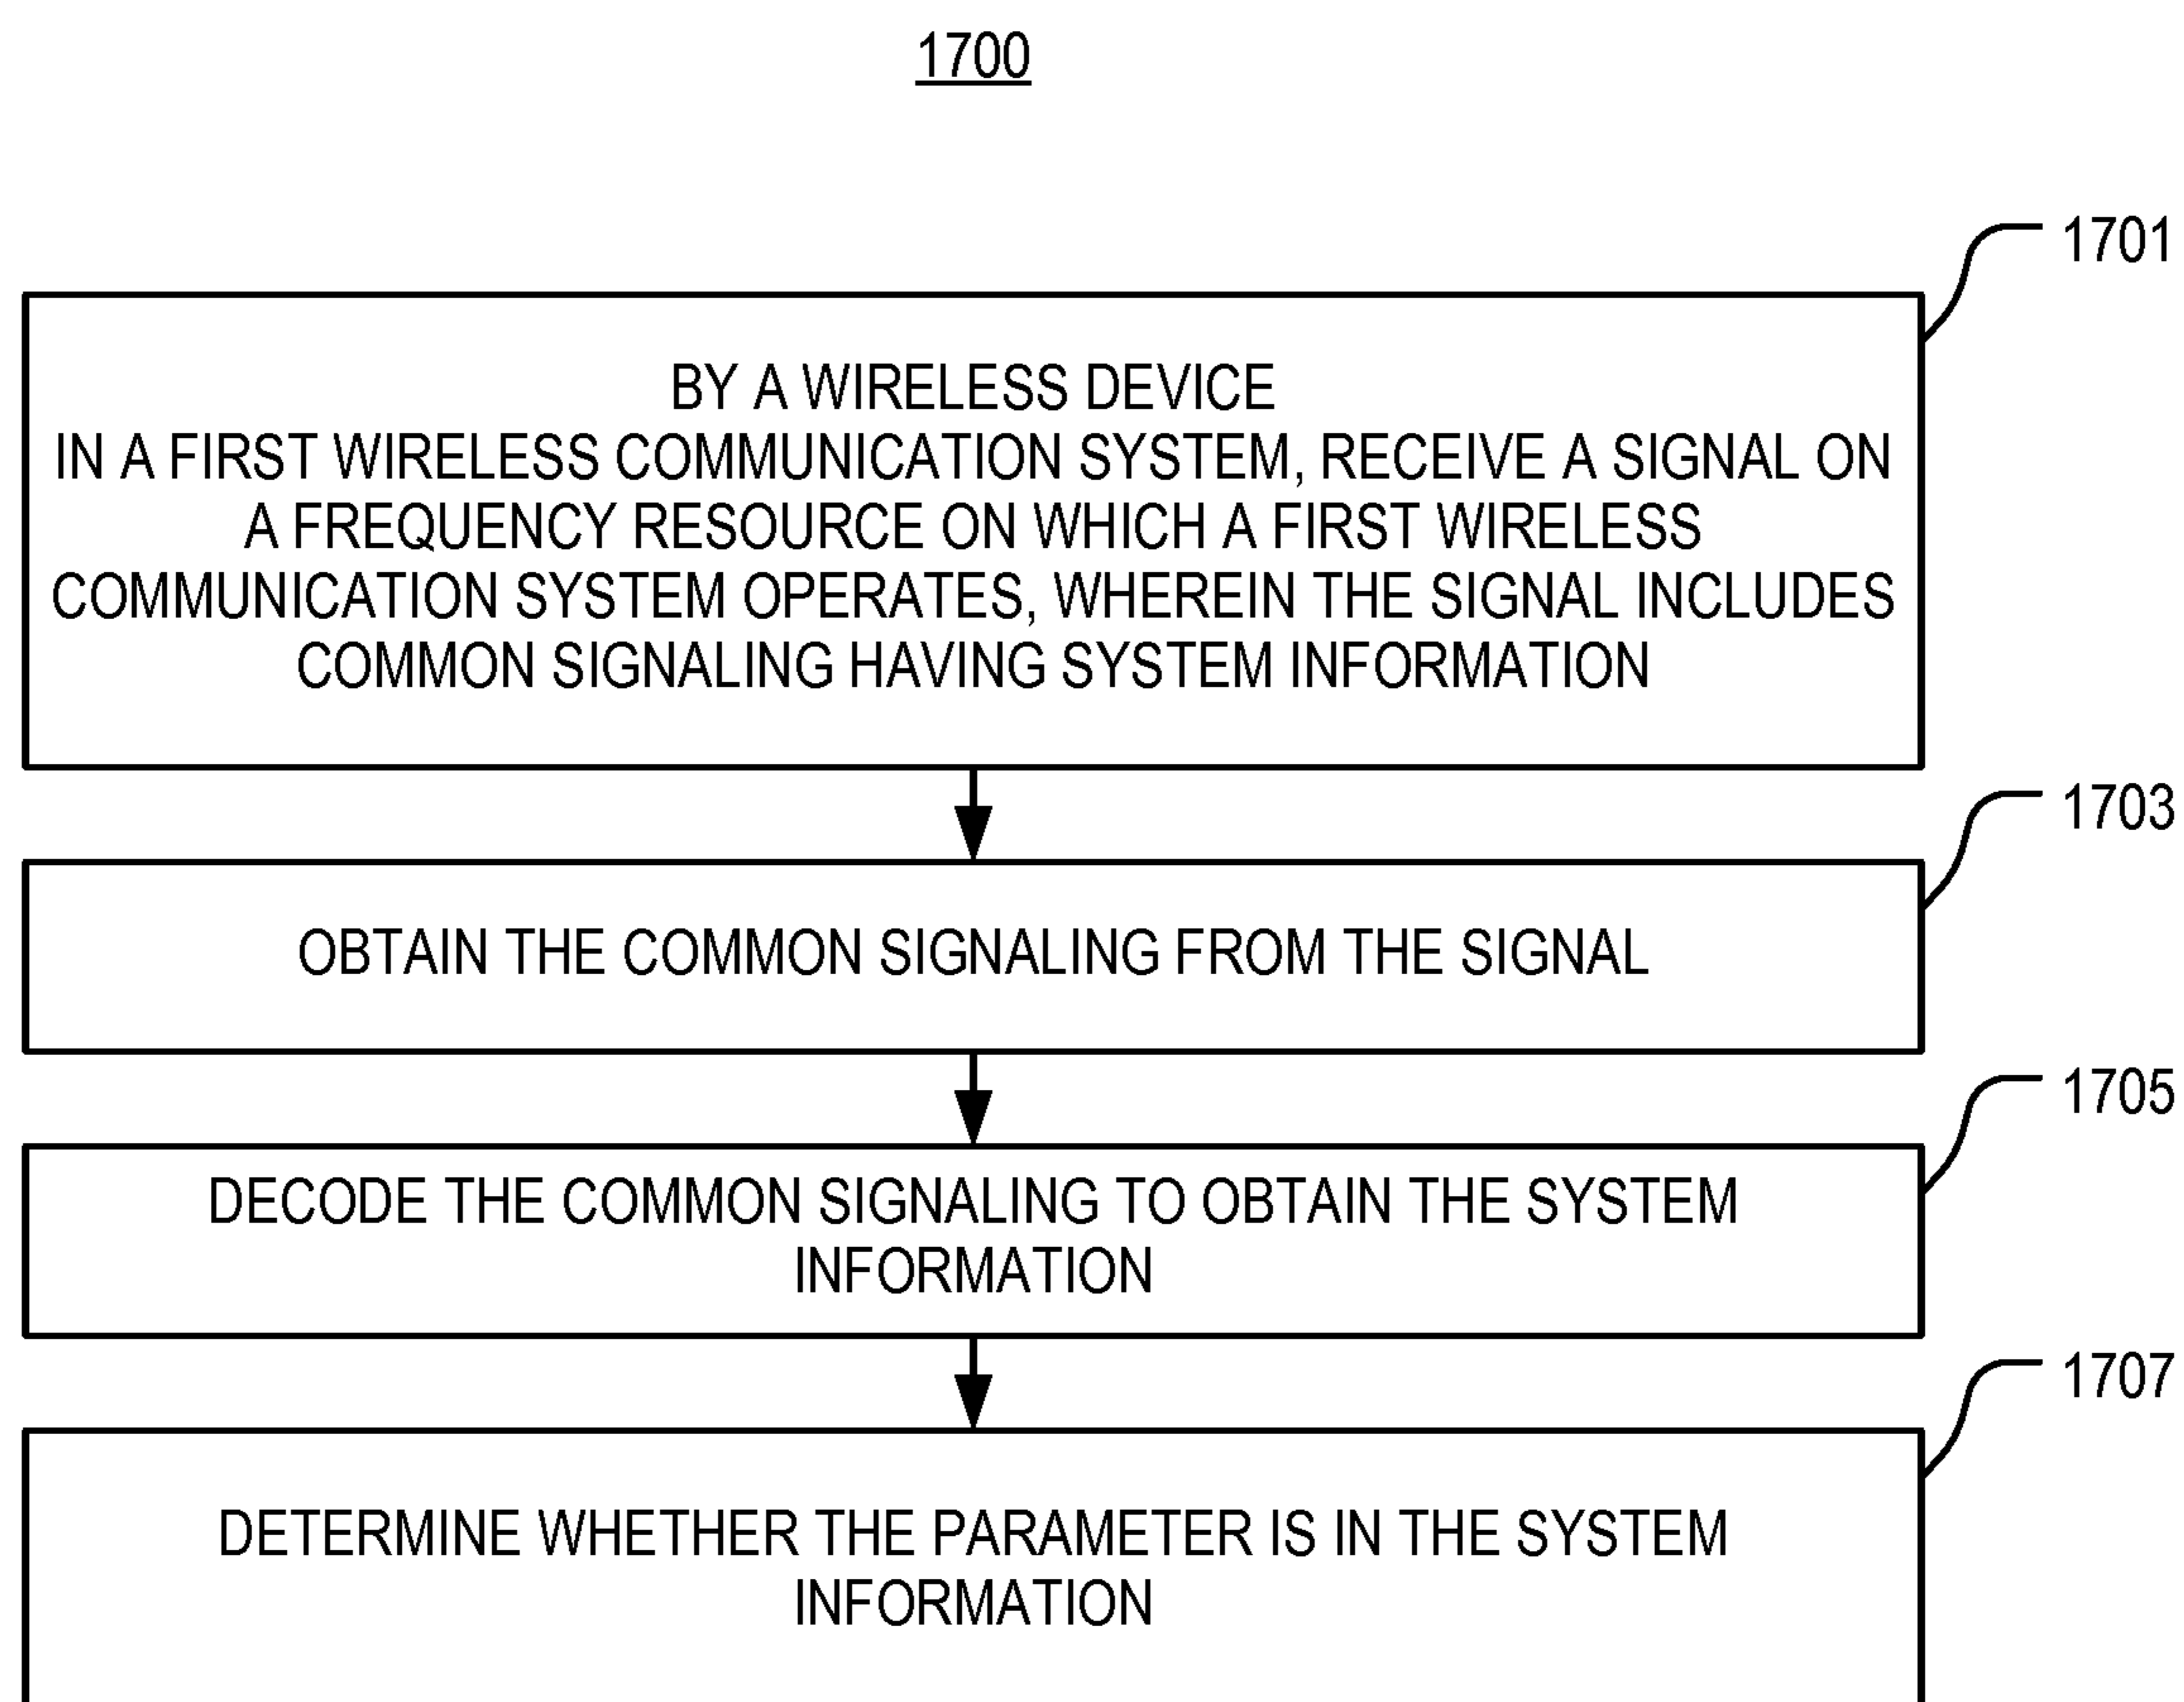 1700
1701
BY A WIRELESS DEVICE
IN A FIRST WIRELESS COMMUNICATION SYSTEM, RECEIVE A SIGNAL ON
A FREQUENCY RESOURCE ON WHICH A FIRST WIRELESS
COMMUNICATION SYSTEM OPERATES, WHEREIN THE SIGNAL INCLUDES
COMMON SIGNALING HAVING SYSTEM INFORMATION
1703
OBTAIN THE COMMON SIGNALING FROM THE SIGNAL
1705
DECODE THE COMMON SIGNALING TO OBTAIN THE SYSTEM
INFORMATION
1707
DETERMINE WHETHER THE PARAMETER IS IN THE SYSTEM
INFORMATION